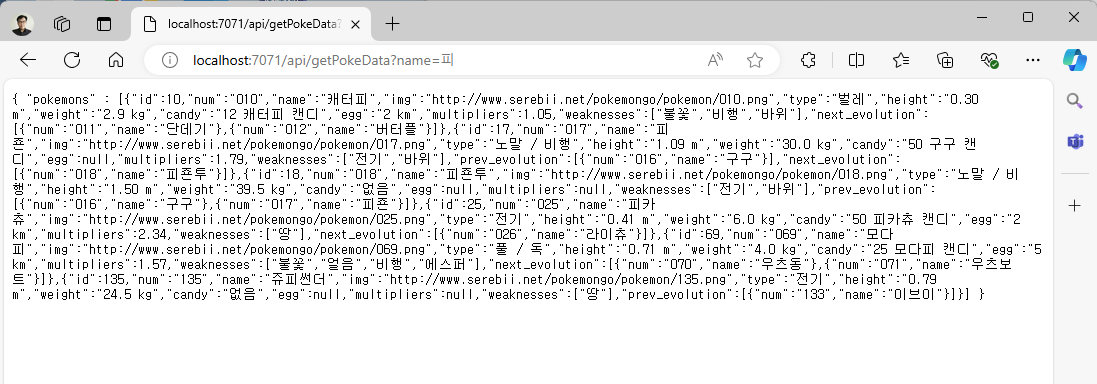 localhost:7071/api/getPokeData?
localhost:7071/api/getPokeData?name=피
{ "pokemons" : [{"id":10,"num":"010","name":"캐터피","img":"http://www.serebii.net/pokemongo/pokemon/010.png","type":"벌레","height":"0.30
m","weight":"2.9 kg","candy":"12 캐터피 캔디","egg":"2 km","multipliers":1.05,"weaknesses":["불꽃","비행","바위"],"next_evolution":
[{"num":"011","name":"단데기"},{"num":"012","name":"버터플"}]},{"id":17,"num":"017","name":"피
죤","img":"http://www.serebii.net/pokemongo/pokemon/017.png","type":"노말 / 비행","height":"1.09 m","weight":"30.0 kg","candy":"50 구구 캔
디","egg":null,"multipliers":1.79,"weaknesses":["전기","바위"],"prev_evolution":[{"num":"016","name":"구구"}],"next_evolution":
[{"num":"018","name":"피죤투"}]},{"id":18,"num":"018","name":"피죤투","img":"http://www.serebii.net/pokemongo/pokemon/018.png","type":"노말 / 비
행","height":"1.50 m","weight":"39.5 kg","candy":"없음","egg":null,"multipliers":null,"weaknesses":["전기","바위"],"prev_evolution":
[{"num":"016","name":"구구"},{"num":"017","name":"피죤"}]},{"id":25,"num":"025","name":"피카
츄","img":"http://www.serebii.net/pokemongo/pokemon/025.png","type":"전기","height":"0.41 m","weight":"6.0 kg","candy":"50 피카츄 캔디","egg":"2
km","multipliers":2.34,"weaknesses":["땅"],"next_evolution":[{"num":"026","name":"라이츄"}]},{"id":69,"num":"069","name":"모다
피","img":"http://www.serebii.net/pokemongo/pokemon/069.png","type":"풀 / 독","height":"0.71 m","weight":"4.0 kg","candy":"25 모다피 캔디","egg":"5
km","multipliers":1.57,"weaknesses":["불꽃","얼음","비행","에스퍼"],"next_evolution":[{"num":"070","name":"우츠동"},{"num":"071","name":"우츠보
트"}]},{"id":135,"num":"135","name":"쥬피썬더","img":"http://www.serebii.net/pokemongo/pokemon/135.png","type":"전기","height":"0.79
m","weight":"24.5 kg","candy":"없음","egg":null,"multipliers":null,"weaknesses":["땅"],"prev_evolution":[{"num":"133","name":"이브이"}]}] }